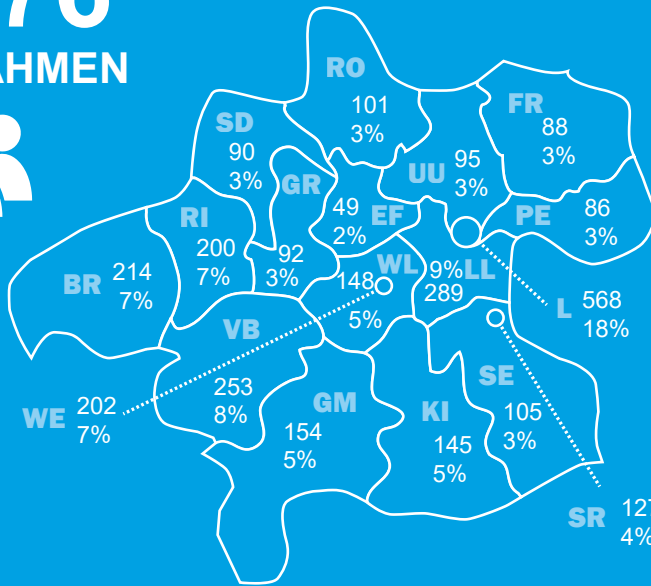 AHMEN
RO
101
3%
FR
88
3%
SD
90
3%
UU
95
3%
GR
92
3%
49
2%
EF
PE
86
3%
RI
200
7%
BR
214
7%
WL
148
5%
9%
LL
289
L
568
18%
VB
253
8%
WE
202
7%
GM
154
5%
KI
145
5%
SE
105
3%
SR
127
4%